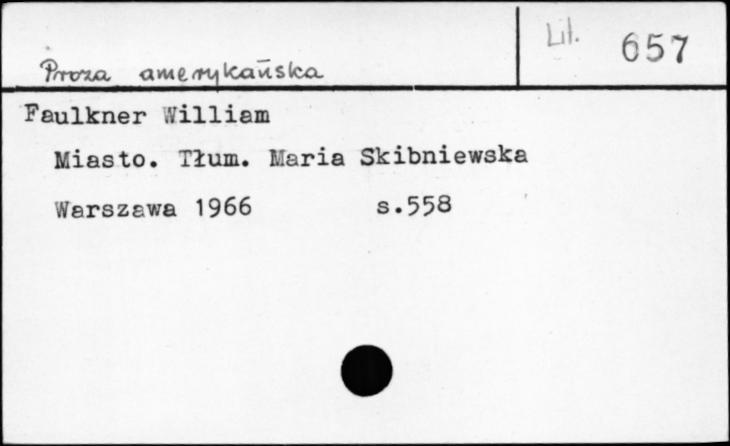 Lit. 657
Proza amerykańska
Faulkner William
Miasto. Tłum. Maria Skibniewska
Warszawa 1966 s.558